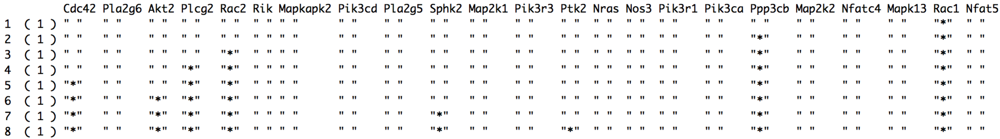 Cdc42 Pla2g6 Akt2 Plcg2 Rac2 Rik Mapkapk2 Pik3cd Pla2g5 Sphk2 Map2k1 Pik3r3 Ptk2 Nras Nos3 Pik3r1 Pik3ca Ppp3cb Map2k2 Nfatc4 Mapk13 Rac1 Nfat5
1 ( 1 ) " " " " " " " " " " " " " " " " " " " " " " " " " " " " " " " " " " " " " " " " " " "*" " "
2 ( 1 ) " " " " " " " " " " " " " " " " " " " " " " " " " " " " " " " " " " "*" " " " " " " "*" " "
3 ( 1 ) " " " " " " " " "*" " " " " " " " " " " " " " " " " " " " " " " " " "*" " " " " " " "*" " "
4 ( 1 ) " " " " " " "*" "*" " " " " " " " " " " " " " " " " " " " " " " " " "*" " " " " " " "*" " "
5 ( 1 ) "*" " " " " "*" "*" " " " " " " " " " " " " " " " " " " " " " " " " "*" " " " " " " "*" " "
6 ( 1 ) "*" " " "*" "*" "*" " " " " " " " " " " " " " " " " " " " " " " " " "*" " " " " " " "*" " "
7 ( 1 ) "*" " " "*" "*" "*" " " " " " " " " "*" " " " " " " " " " " " " " " "*" " " " " " " "*" " "
8 ( 1 ) "*" " " "*" "*" "*" " " " " " " " " "*" " " " " "*" " " " " " " " " "*" " " " " " " "*" " "